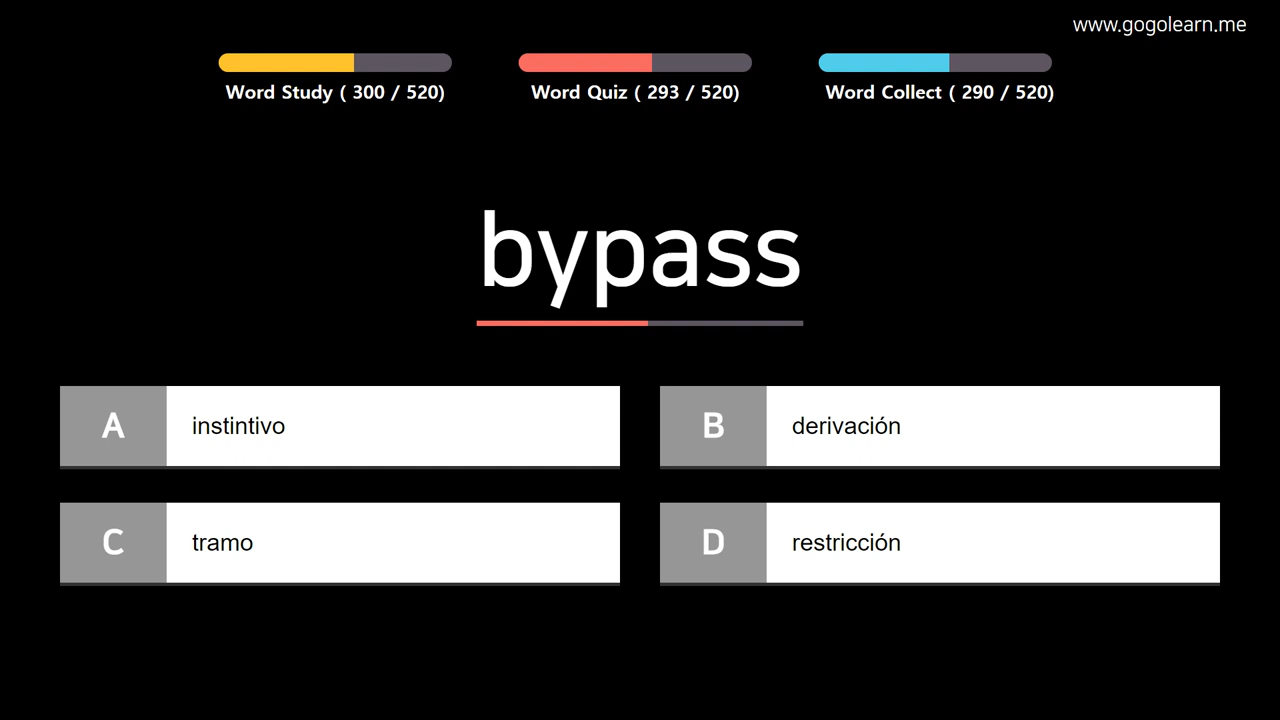 www.gogolearn.me
Word Study ( 300 / 520)
Word Quiz ( 293 / 520)
Word Collect ( 290 / 520)
bypass
A instintivo
B derivación
C tramo
D restricción